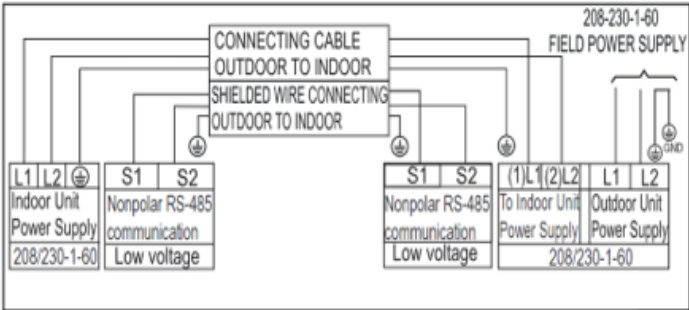 208-230-1-60
FIELD POWER SUPPLY
CONNECTING CABLE
OUTDOOR TO INDOOR
SHIELDED WIRE CONNECTING
OUTDOOR TO INDOOR
GND
L1 L2
Indoor Unit
Power Supply
208/230-1-60
S1 S2
Nonpolar RS-485
communication
Low voltage
S1 S2
Nonpolar RS-485
communication
Low voltage
(1)L1 (2)L2
To Indoor Unit
Power Supply
L1 L2
Outdoor Unit
Power Supply
208/230-1-60